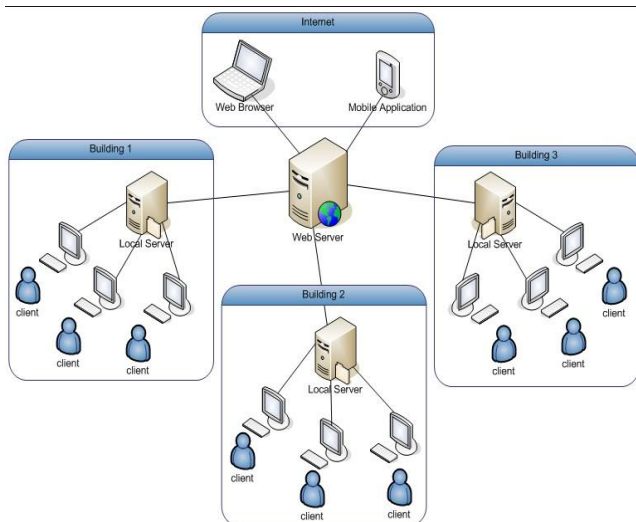 Internet
Web Browser
Mobile Application
Building 1
Local Server
client
client
client
Web Server
Building 3
Local Server
client
client
client
Building 2
Local Server
client
client
client